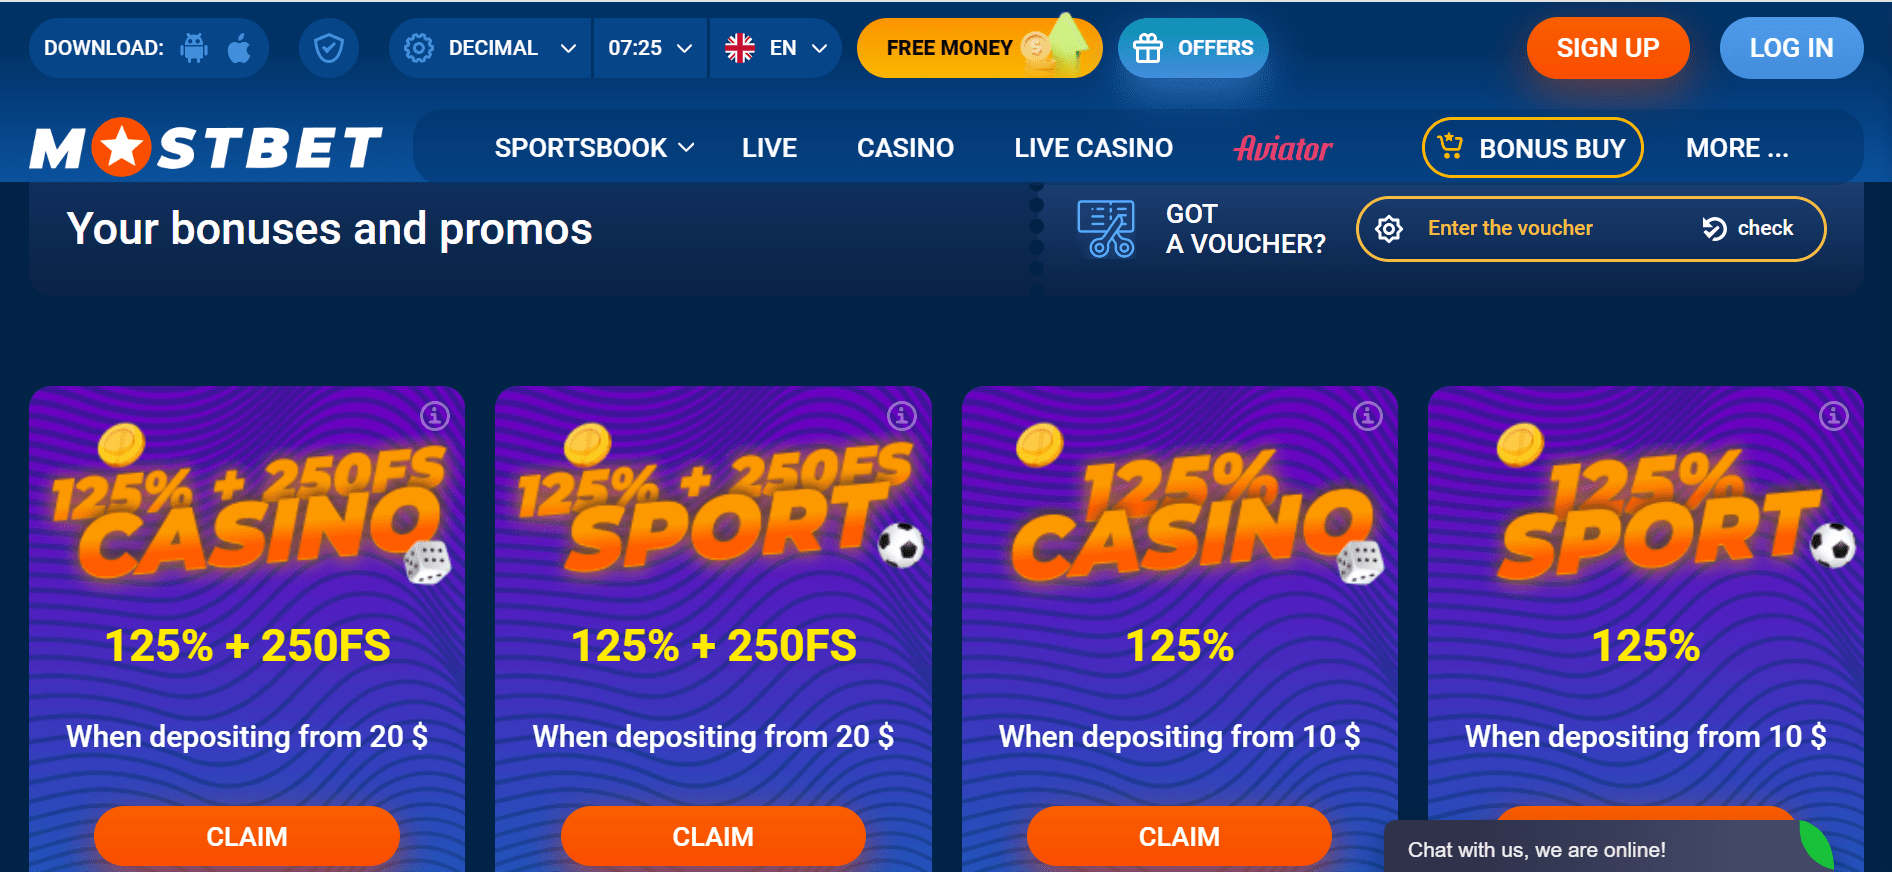 DOWNLOAD:
DECIMAL
07:25
EN
FREE MONEY
OFFERS
SIGN UP
LOG IN
MOSTBET
SPORTSBOOK
LIVE
CASINO
LIVE CASINO
Aviator
BONUS BUY
MORE ...
Your bonuses and promos
GOT
A VOUCHER?
Enter the voucher
check
125% + 250FS
CASINO
125% + 250FS
When depositing from 20 $
CLAIM
125% + 250FS
SPORT
125% + 250FS
When depositing from 20 $
CLAIM
125%
CASINO
125%
When depositing from 10 $
CLAIM
125%
SPORT
125%
When depositing from 10 $
Chat with us, we are online!